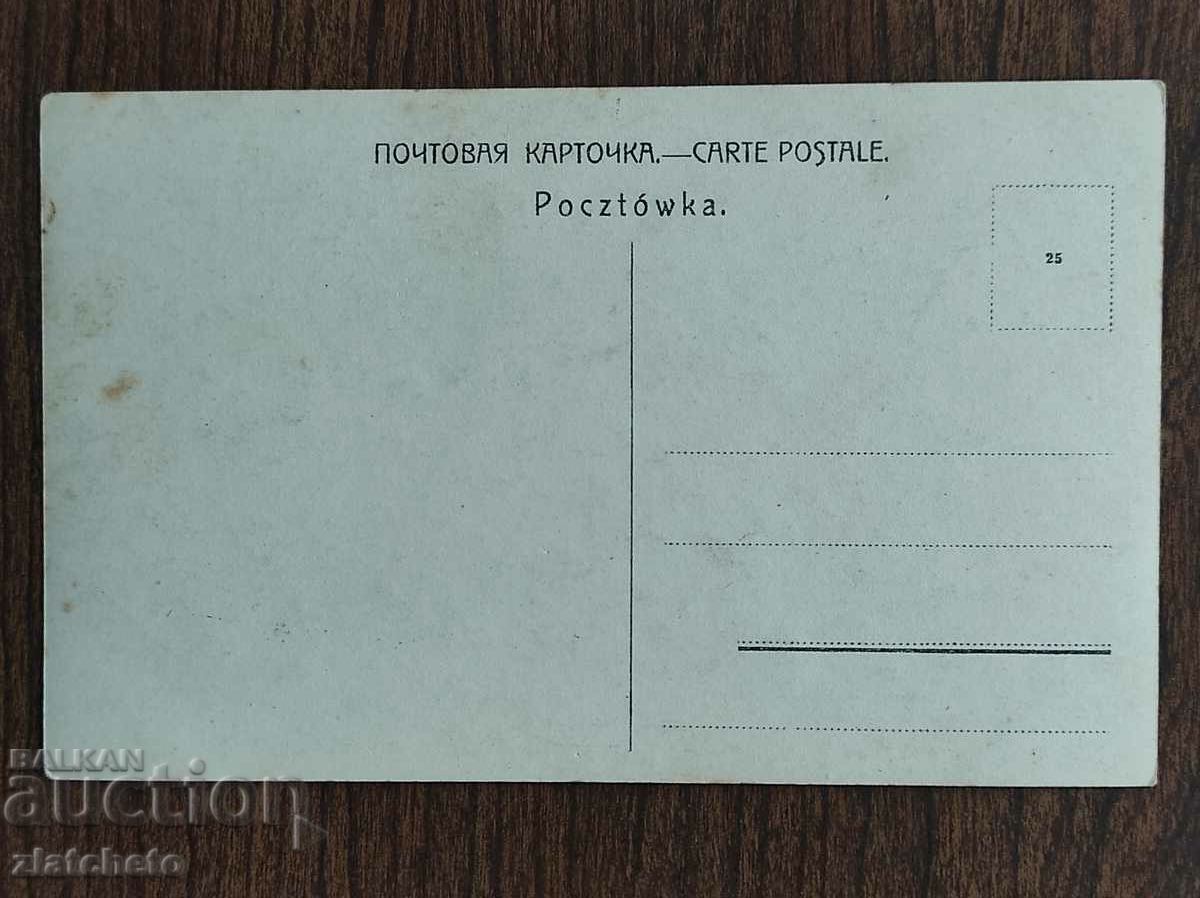 ПОЧТОВАЯ КАРТОЧКА.—CARTE POSTALE.
Pocztówka.
25
BALKAN
auction
zlatcheto